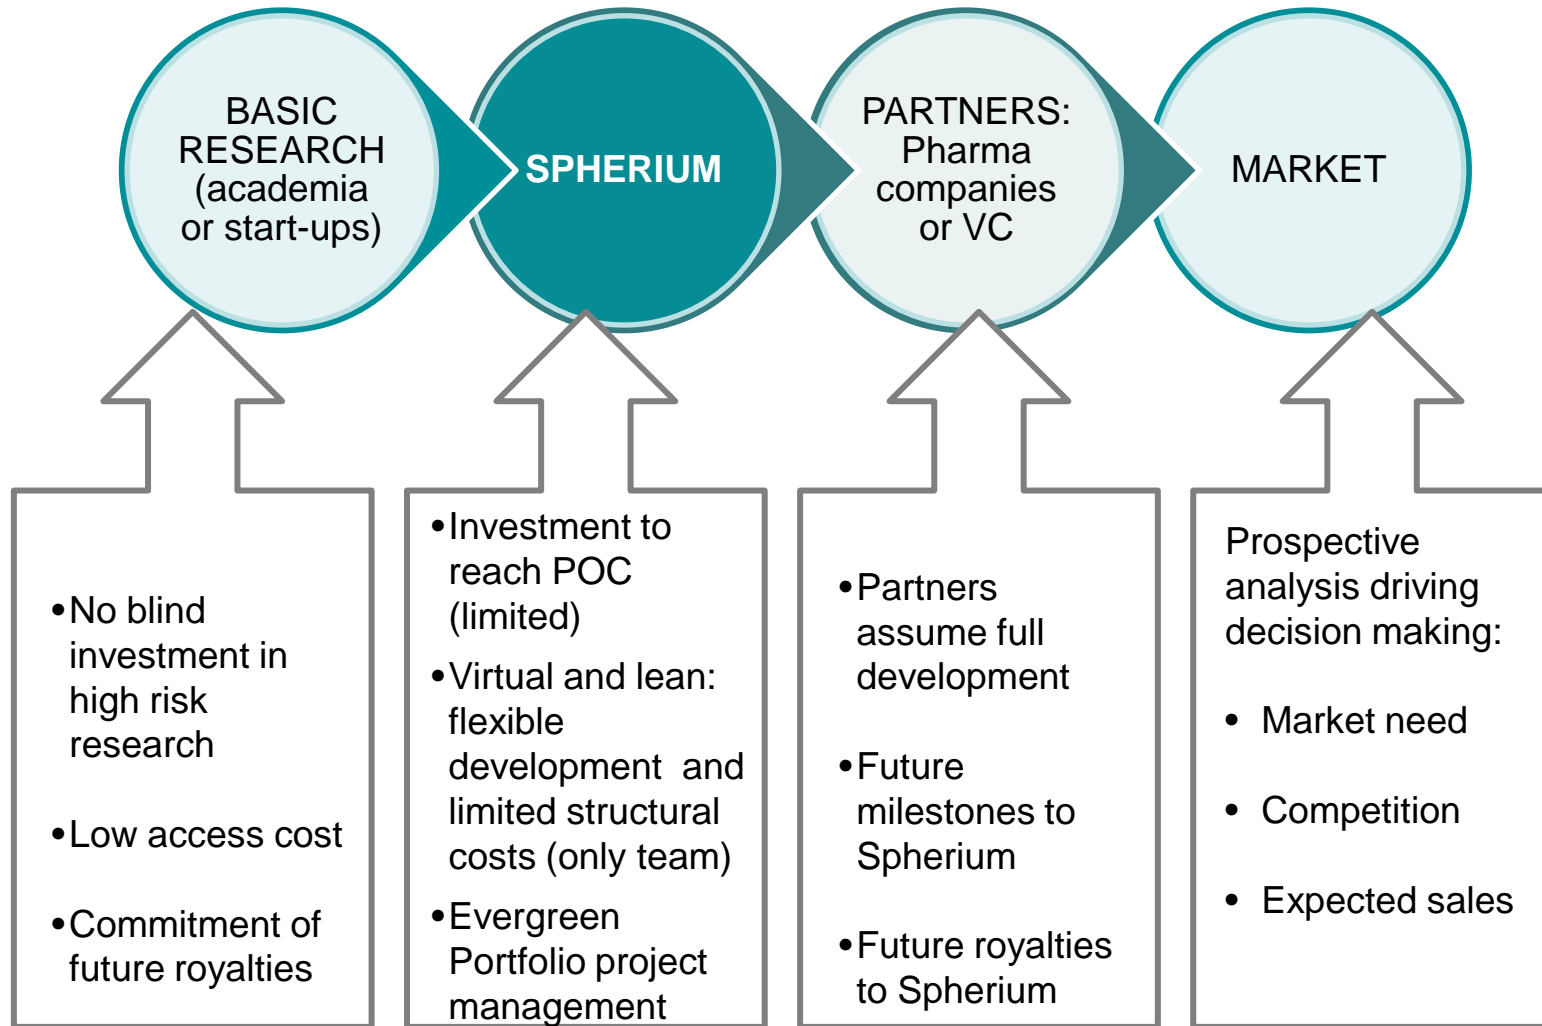 BASIC
RESEARCH
(academia
or start-ups)
SPHERIUM
PARTNERS:
Pharma
companies
or VC
MARKET
•No blind
investment in
high risk
research
•Low access cost
•Commitment of
future royalties
•Investment to
reach POC
(limited)
•Virtual and lean:
flexible
development and
limited structural
costs (only team)
•Evergreen
Portfolio project
management
•Partners
assume full
development
•Future
milestones to
Spherium
•Future royalties
to Spherium
Prospective
analysis driving
decision making:
• Market need
• Competition
• Expected sales